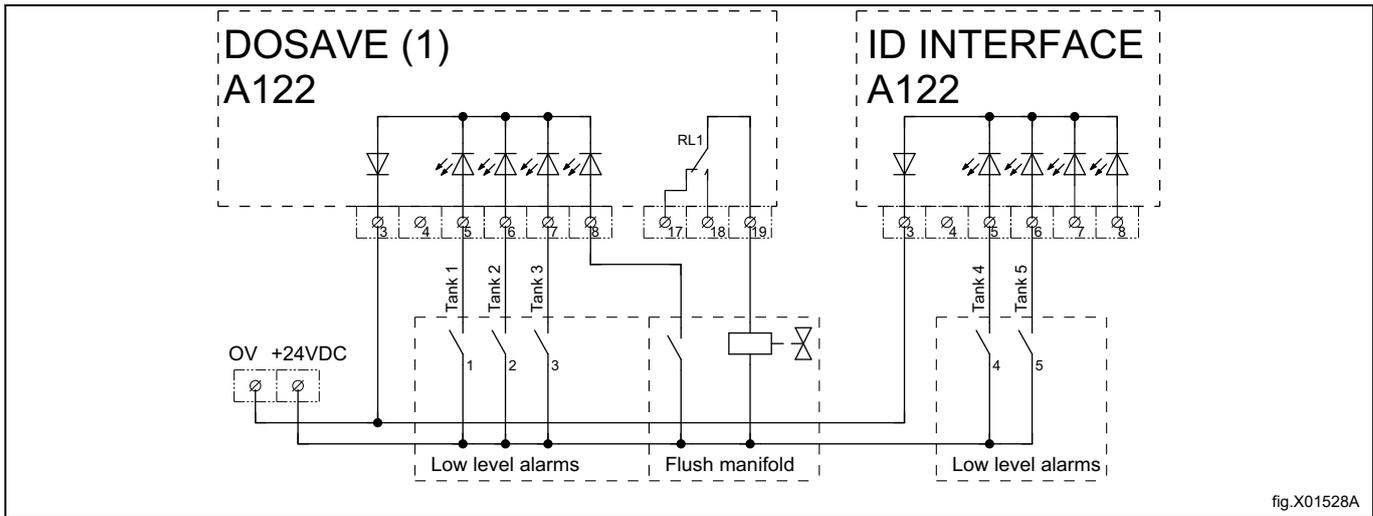 DOSAVE (1)
A122
ID INTERFACE
A122
RL1
3 4 5 6 7 8 17 18 19
3 4 5 6 7 8
Tank 1
Tank 2
Tank 3
Tank 4
Tank 5
OV +24VDC
1 2 3
4 5
Low level alarms
Flush manifold
Low level alarms
fig.X01528A